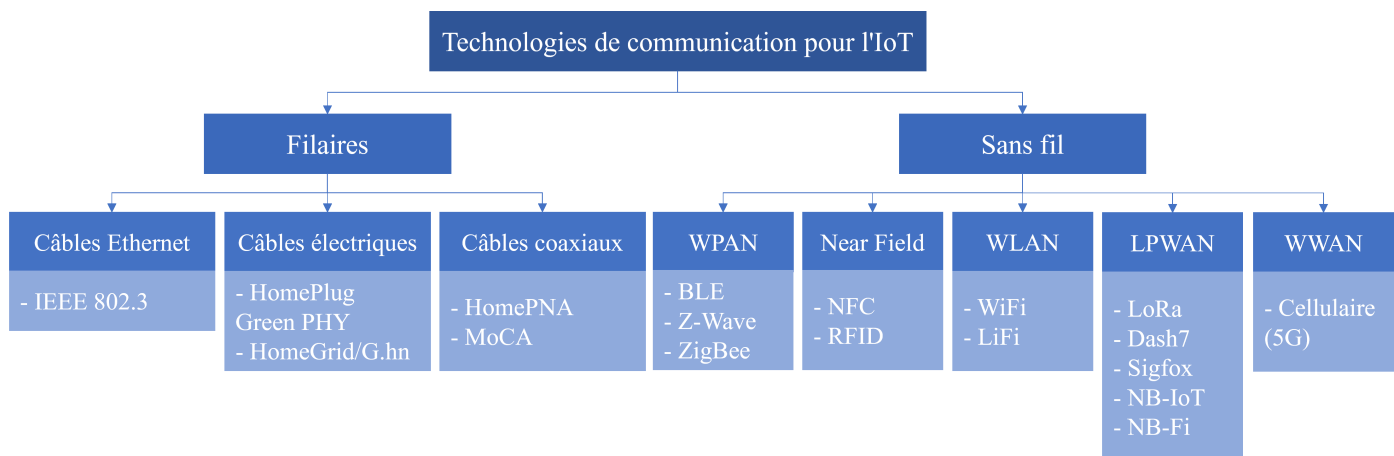 Technologies de communication pour l'IoT
Filaires
Sans fil
Câbles Ethernet
- IEEE 802.3
Câbles électriques
- HomePlug
Green PHY
- HomeGrid/G.hn
Câbles coaxiaux
- HomePNA
- MoCA
WPAN
- BLE
- Z-Wave
- ZigBee
Near Field
- NFC
- RFID
WLAN
- WiFi
- LiFi
LPWAN
- LoRa
- Dash7
- Sigfox
- NB-IoT
- NB-Fi
WWAN
- Cellulaire
(5G)